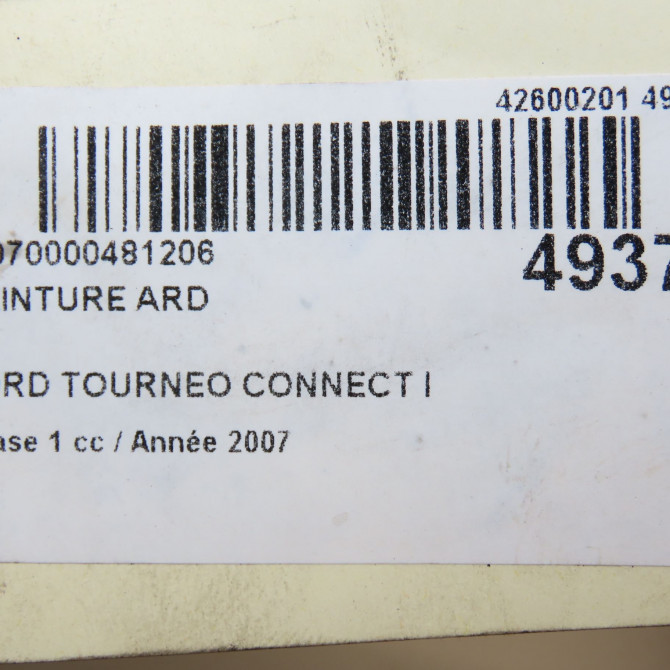 42600201 49
070000481206
4937
INTURE ARD
RD TOURNEO CONNECT I
ase 1 cc / Année 2007